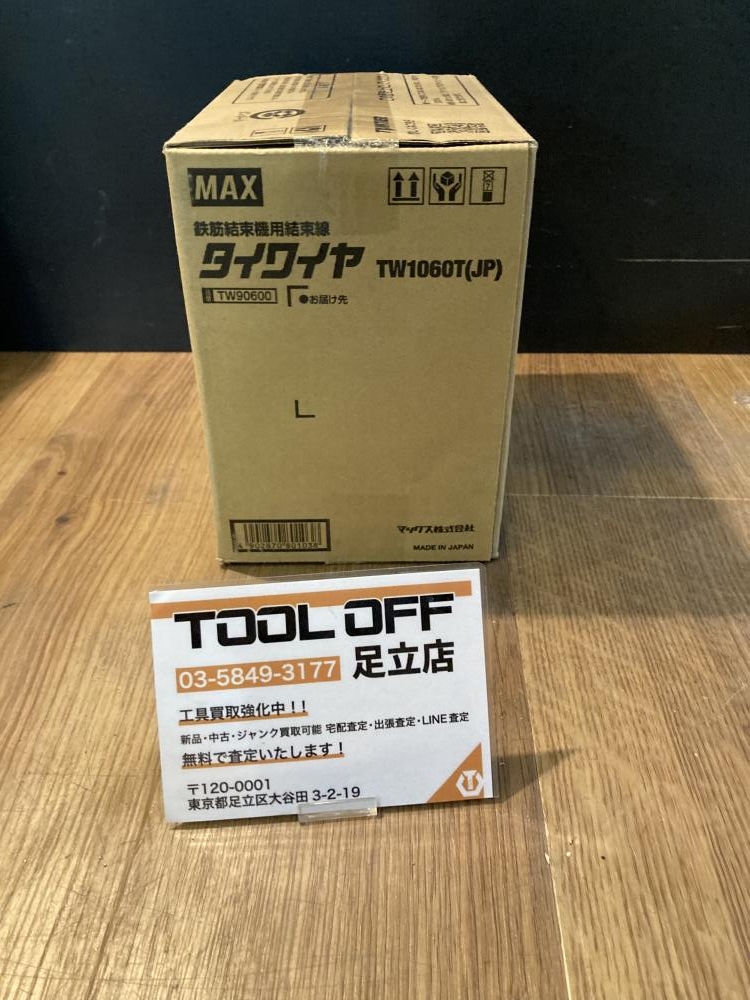 MAX
鉄筋結束機用結束線
タイワイヤ TW1060T(JP)
TW90600
●お届け先
4 902870 801038
マックス株式会社
MADE IN JAPAN
TOOL OFF
03-5849-3177 足立店
工具買取強化中！！
新品・中古・ジャンク買取可能 宅配査定・出張査定・LINE査定
無料で査定いたします！
〒120-0001
東京都足立区大谷田 3-2-19